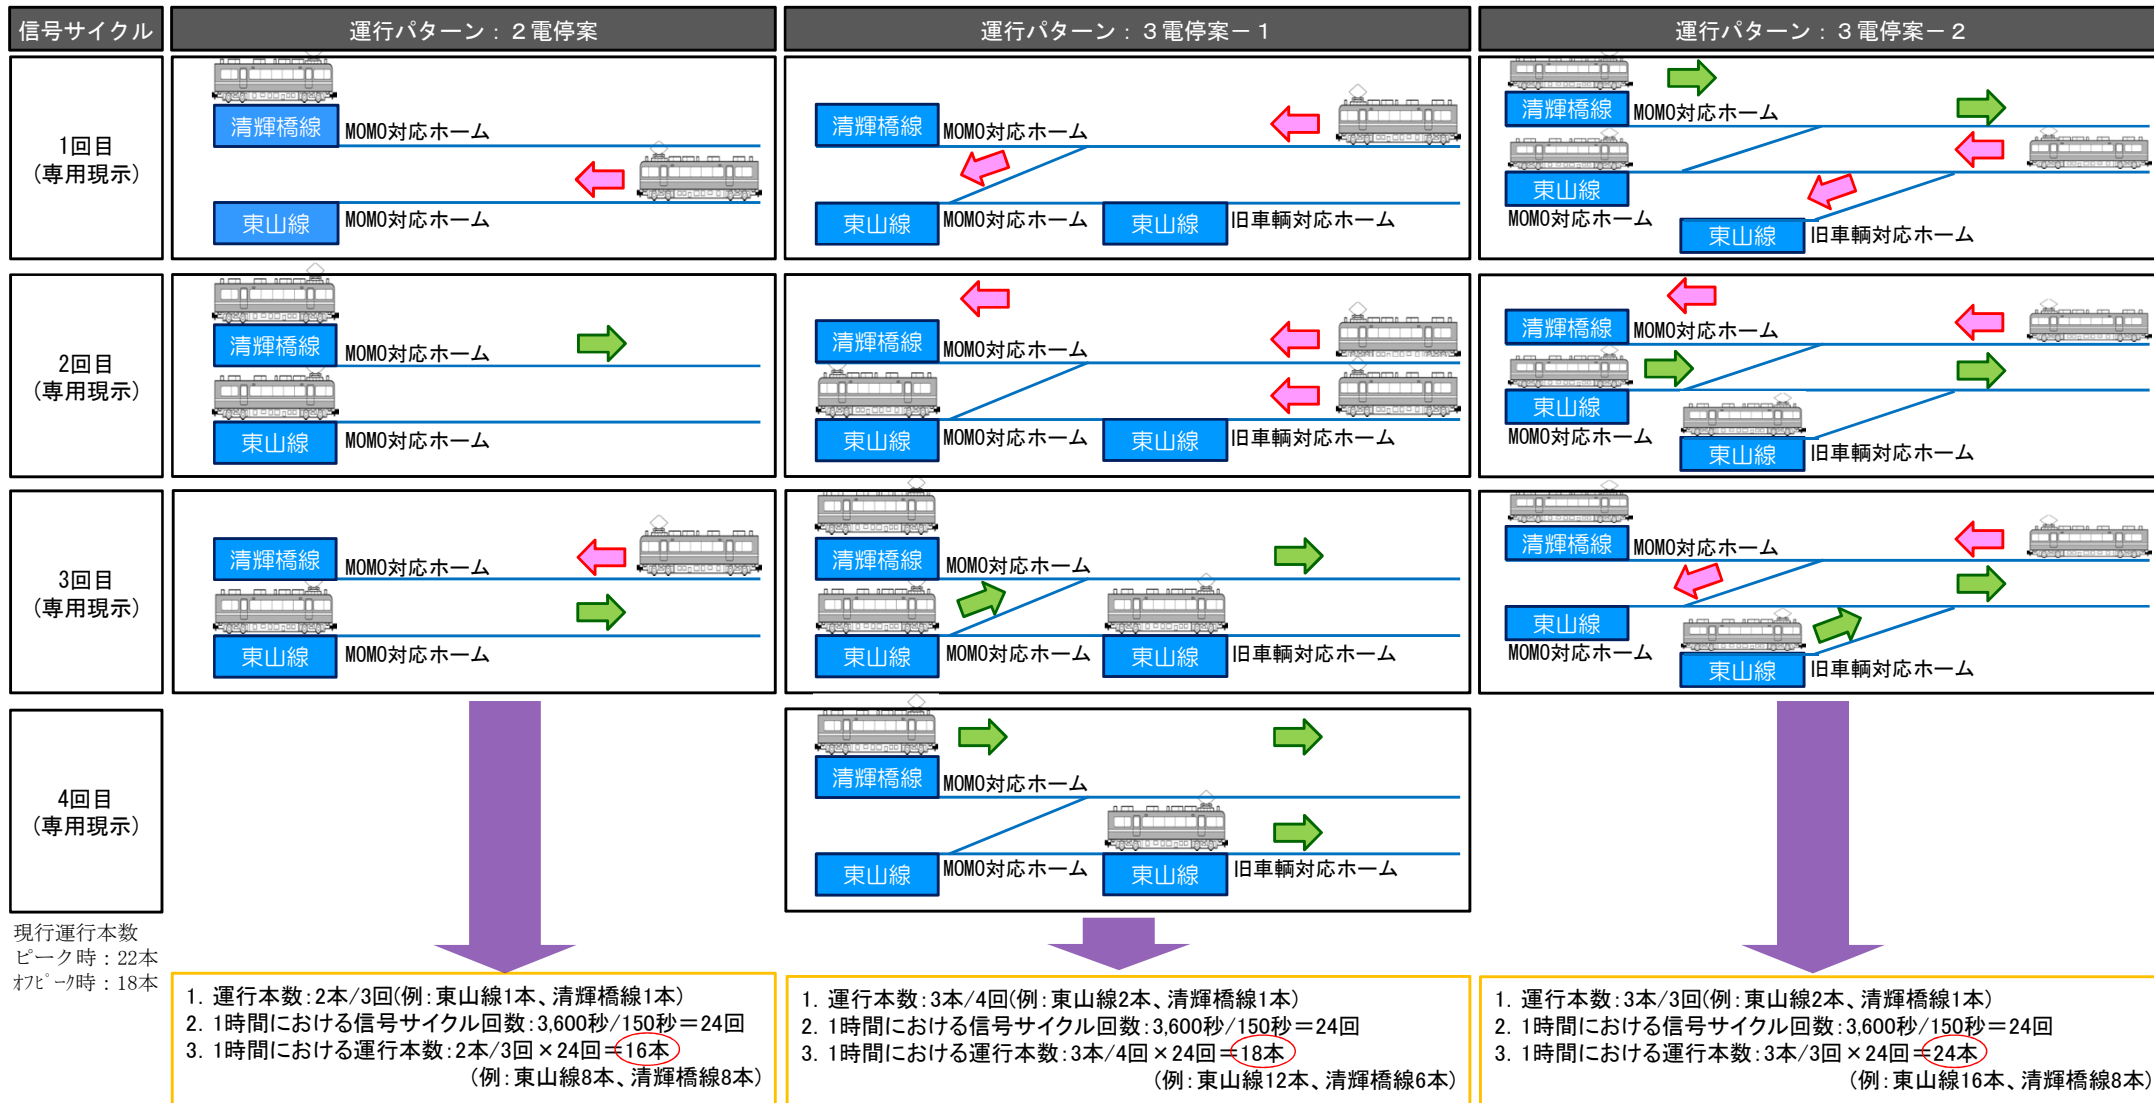 信号サイクル
運行パターン：２電停案
運行パターン：３電停案－１
運行パターン：３電停案－２
1回目
(専用現示)
清輝橋線
MOMO対応ホーム
東山線
MOMO対応ホーム
清輝橋線
MOMO対応ホーム
東山線
MOMO対応ホーム
東山線
旧車輌対応ホーム
清輝橋線
MOMO対応ホーム
東山線
MOMO対応ホーム
東山線
旧車輌対応ホーム
2回目
(専用現示)
清輝橋線
MOMO対応ホーム
東山線
MOMO対応ホーム
清輝橋線
MOMO対応ホーム
東山線
MOMO対応ホーム
東山線
旧車輌対応ホーム
清輝橋線
MOMO対応ホーム
東山線
MOMO対応ホーム
東山線
旧車輌対応ホーム
3回目
(専用現示)
清輝橋線
MOMO対応ホーム
東山線
MOMO対応ホーム
清輝橋線
MOMO対応ホーム
東山線
MOMO対応ホーム
東山線
旧車輌対応ホーム
清輝橋線
MOMO対応ホーム
東山線
MOMO対応ホーム
東山線
旧車輌対応ホーム
4回目
(専用現示)
清輝橋線
MOMO対応ホーム
東山線
MOMO対応ホーム
東山線
旧車輌対応ホーム
現行運行本数
ピーク時：22本
ｵﾌﾋﾟｰｸ時：18本
1. 運行本数：2本/3回(例：東山線1本、清輝橋線1本)
2. 1時間における信号サイクル回数：3,600秒/150秒＝24回
3. 1時間における運行本数：2本/3回×24回＝16本
(例：東山線8本、清輝橋線8本)
1. 運行本数：3本/4回(例：東山線2本、清輝橋線1本)
2. 1時間における信号サイクル回数：3,600秒/150秒＝24回
3. 1時間における運行本数：3本/4回×24回＝18本
(例：東山線12本、清輝橋線6本)
1. 運行本数：3本/3回(例：東山線2本、清輝橋線1本)
2. 1時間における信号サイクル回数：3,600秒/150秒＝24回
3. 1時間における運行本数：3本/3回×24回＝24本
(例：東山線16本、清輝橋線8本)